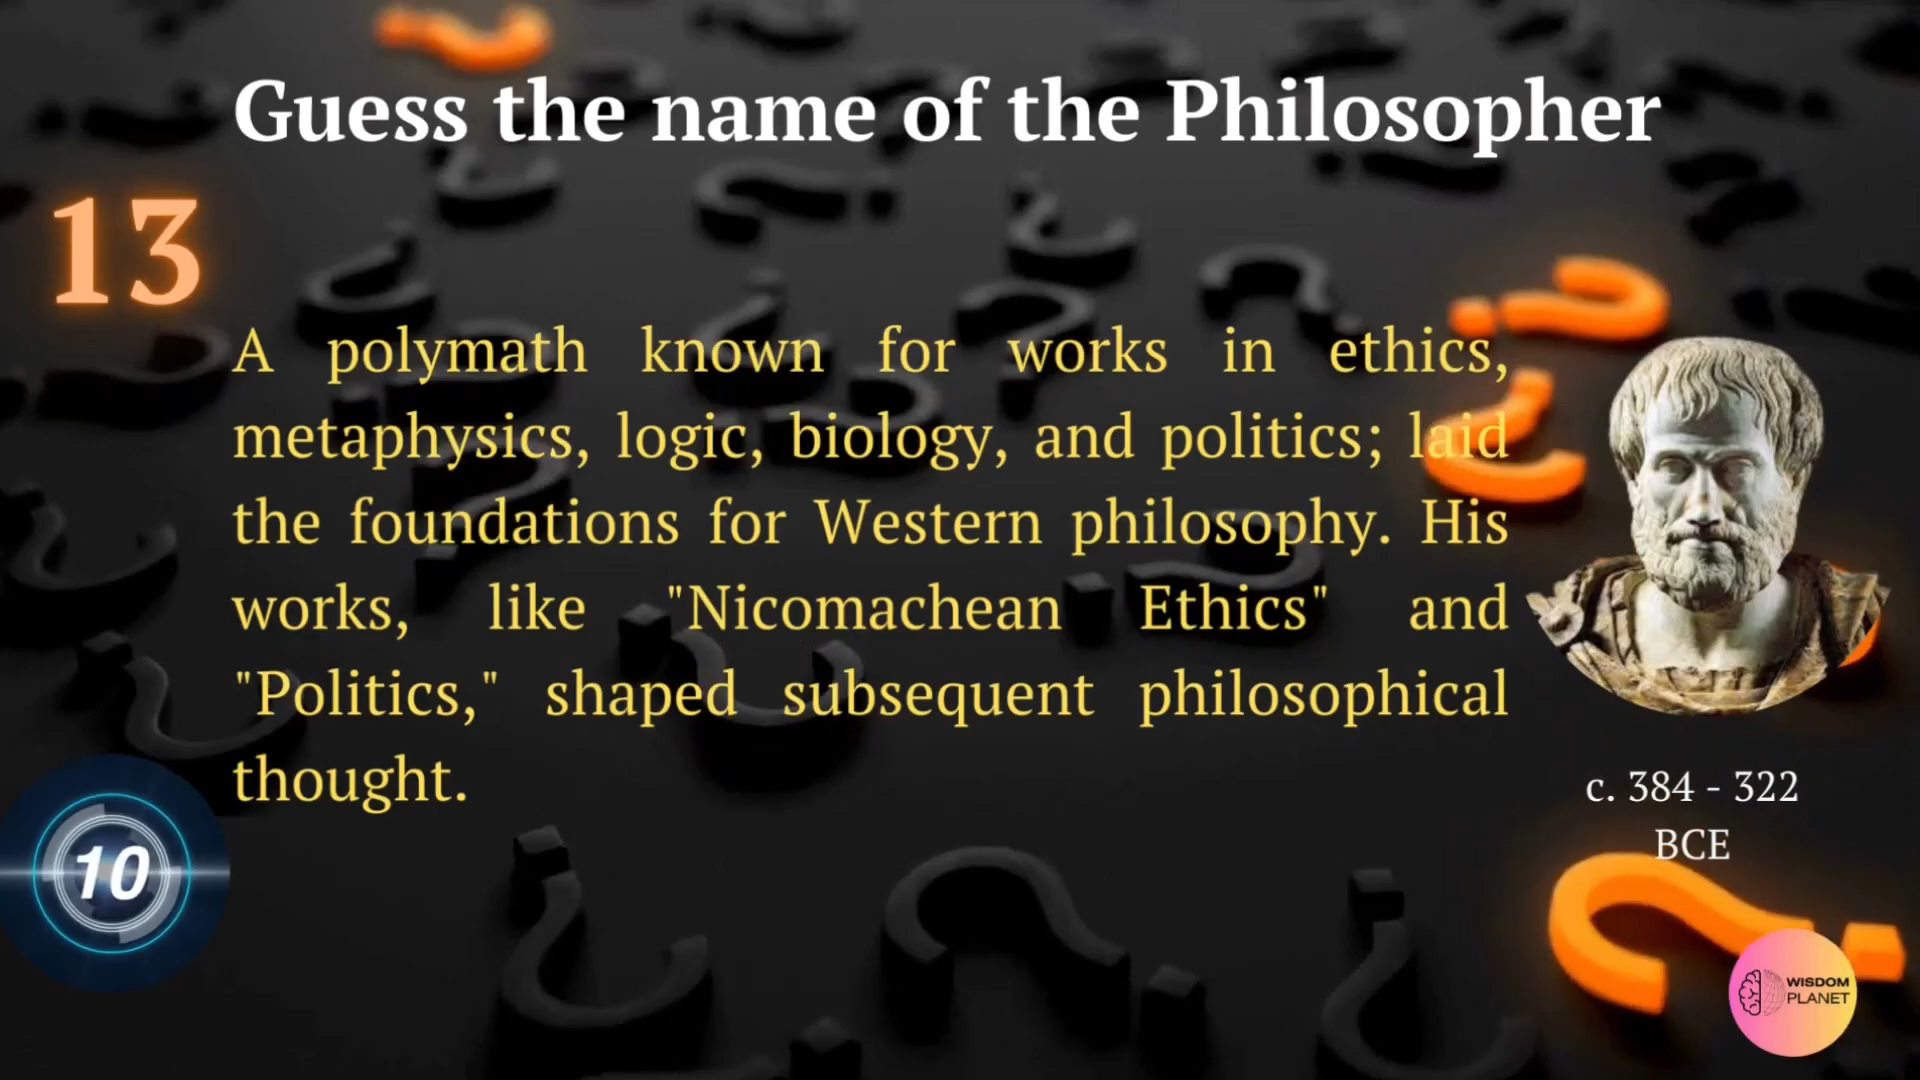 Guess the name of the Philosopher
13
A polymath known for works in ethics,
metaphysics, logic, biology, and politics; laid
the foundations for Western philosophy. His
works, like "Nicomachean Ethics" and
"Politics," shaped subsequent philosophical
thought.
c. 384 - 322
BCE
10
WISDOM
PLANET